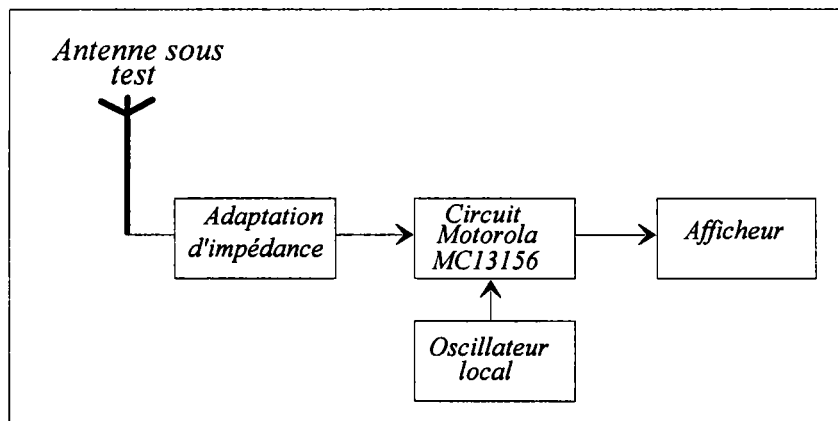 Antenne sous
test
Adaptation
d'impédance
Circuit
Motorola
MC13156
Afficheur
Oscillateur
local